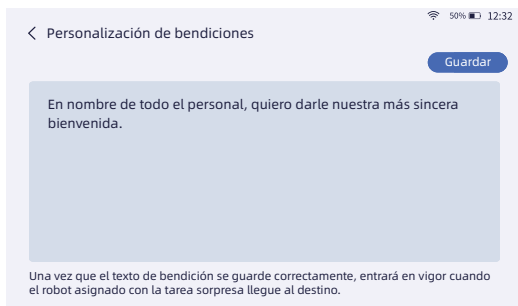 50% 12:32
Personalización de bendiciones
Guardar
En nombre de todo el personal, quiero darle nuestra más sincera
bienvenida.
Una vez que el texto de bendición se guarde correctamente, entrará en vigor cuando
el robot asignado con la tarea sorpresa llegue al destino.